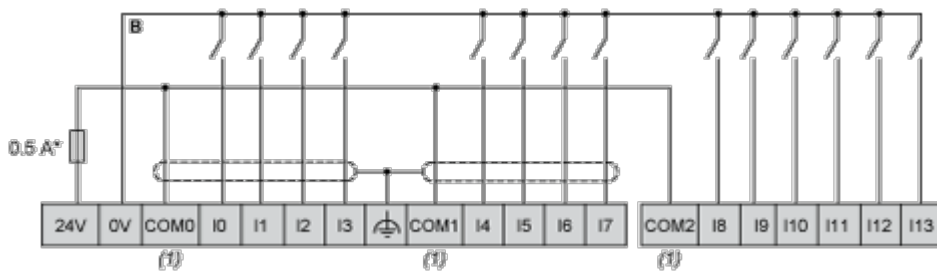 B
0.5 A*
24V 0V COM0 I0 I1 I2 I3 COM1 I4 I5 I6 I7 COM2 I8 I9 I10 I11 I12 I13
(1) (1) (1)